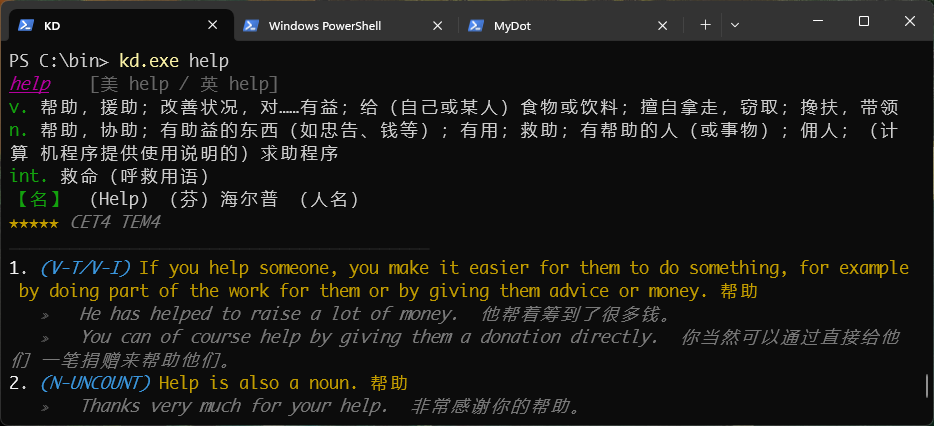 KD
Windows PowerShell
MyDot
PS C:\bin> kd.exe help
help [美 help / 英 help]
v. 帮助，援助；改善状况，对……有益；给（自己或某人）食物或饮料；擅自拿走，窃取；搀扶，带领
n. 帮助，协助；有助益的东西（如忠告、钱等）；有用；救助；有帮助的人（或事物）；佣人；（计
算 机程序提供使用说明的）求助程序
int. 救命（呼救用语）
【名】 （Help）（芬）海尔普 （人名）
★★★★★ CET4 TEM4
1. (V-T/V-I) If you help someone, you make it easier for them to do something, for example
by doing part of the work for them or by giving them advice or money. 帮助
» He has helped to raise a lot of money. 他帮着筹到了很多钱。
» You can of course help by giving them a donation directly. 你当然可以通过直接给他
们 一笔捐赠来帮助他们。
2. (N-UNCOUNT) Help is also a noun. 帮助
» Thanks very much for your help. 非常感谢你的帮助。